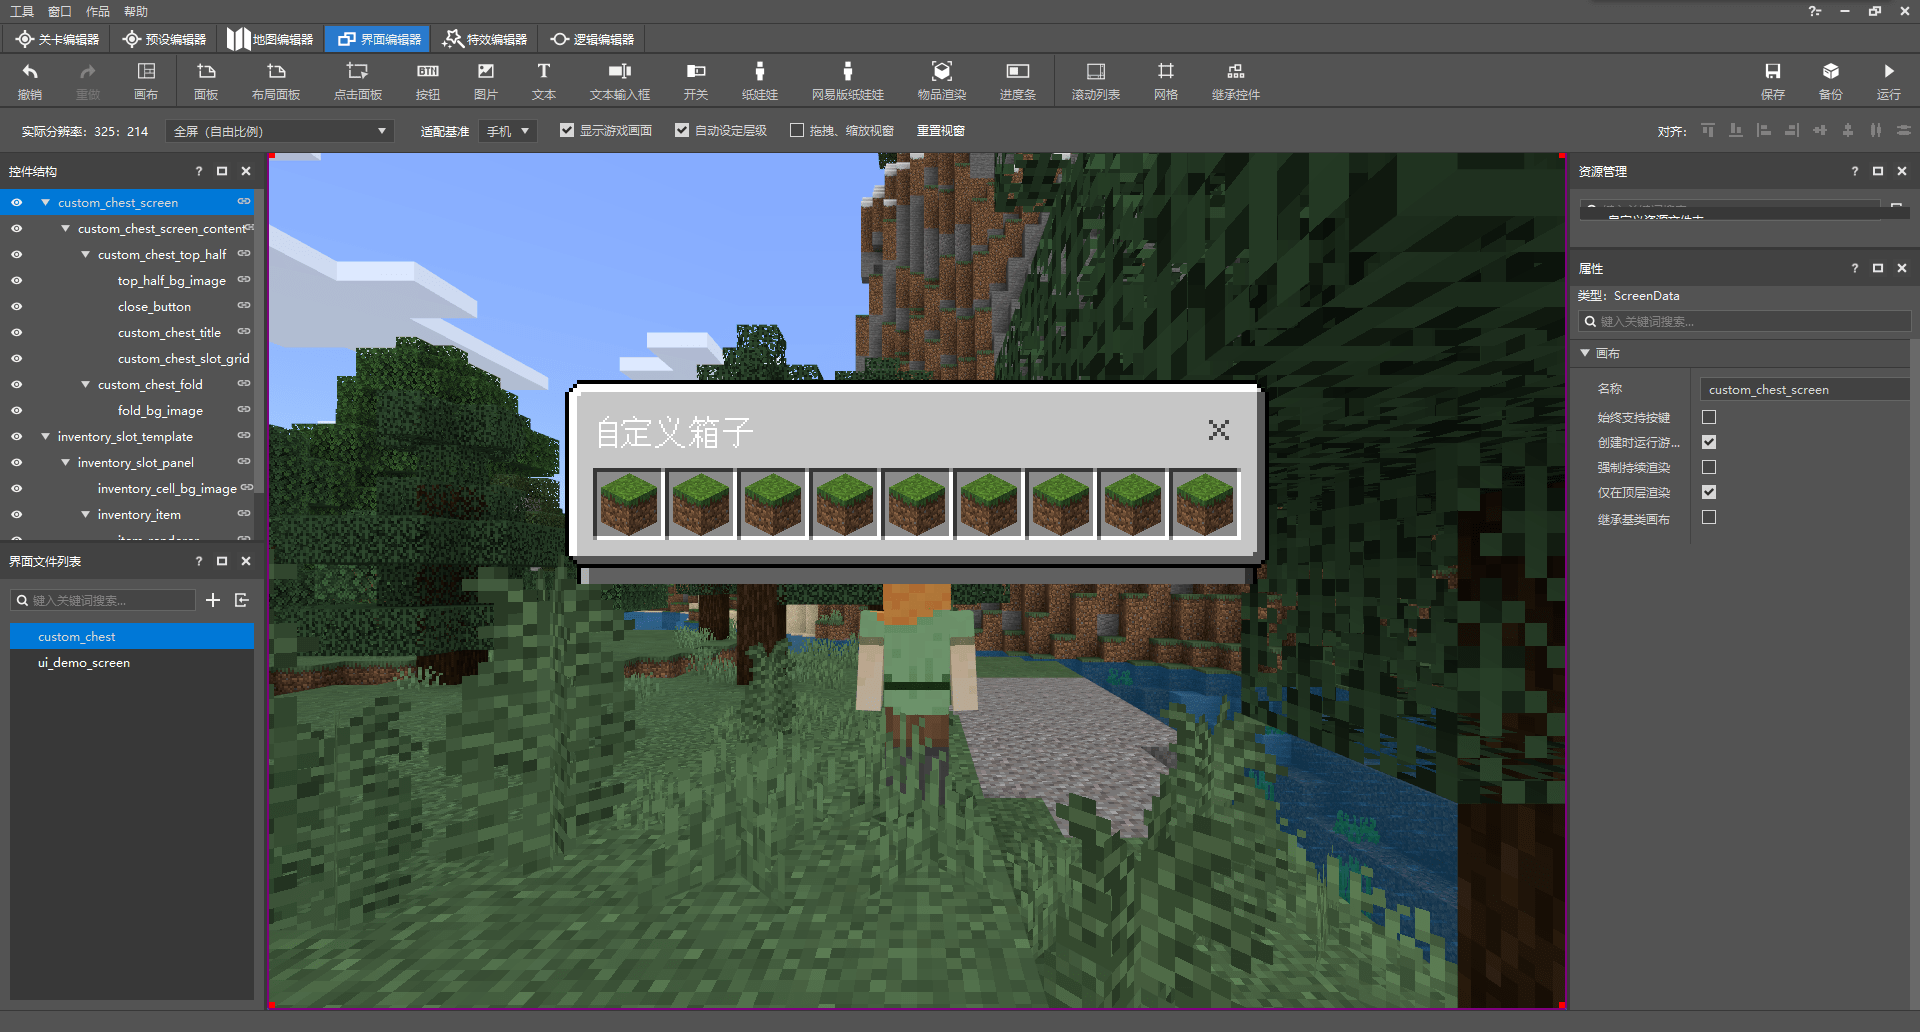 工具 窗口 作品 帮助
关卡编辑器 预设编辑器 地图编辑器 界面编辑器 特效编辑器 逻辑编辑器
撤销 重做 画布 面板 布局面板 点击面板 按钮 图片 文本 文本输入框 开关 纸娃娃 网易版纸娃娃 物品渲染 进度条 滚动列表 网格 继承控件 保存 备份 运行
实际分辨率: 325: 214 全屏 (自由比例) 适配基准 手机 显示游戏画面 自动设定层级 拖拽、缩放视窗 重置视窗 对齐:
控件结构
custom_chest_screen
custom_chest_screen_content
custom_chest_top_half
top_half_bg_image
close_button
custom_chest_title
custom_chest_slot_grid
custom_chest_fold
fold_bg_image
inventory_slot_template
inventory_slot_panel
inventory_cell_bg_image
inventory_item
界面文件列表
键入关键词搜索...
custom_chest
ui_demo_screen
自定义箱子
资源管理
属性
类型: ScreenData
键入关键词搜索...
画布
名称 custom_chest_screen
始终支持按键
创建时运行游...
强制持续渲染
仅在顶层渲染
继承基类画布